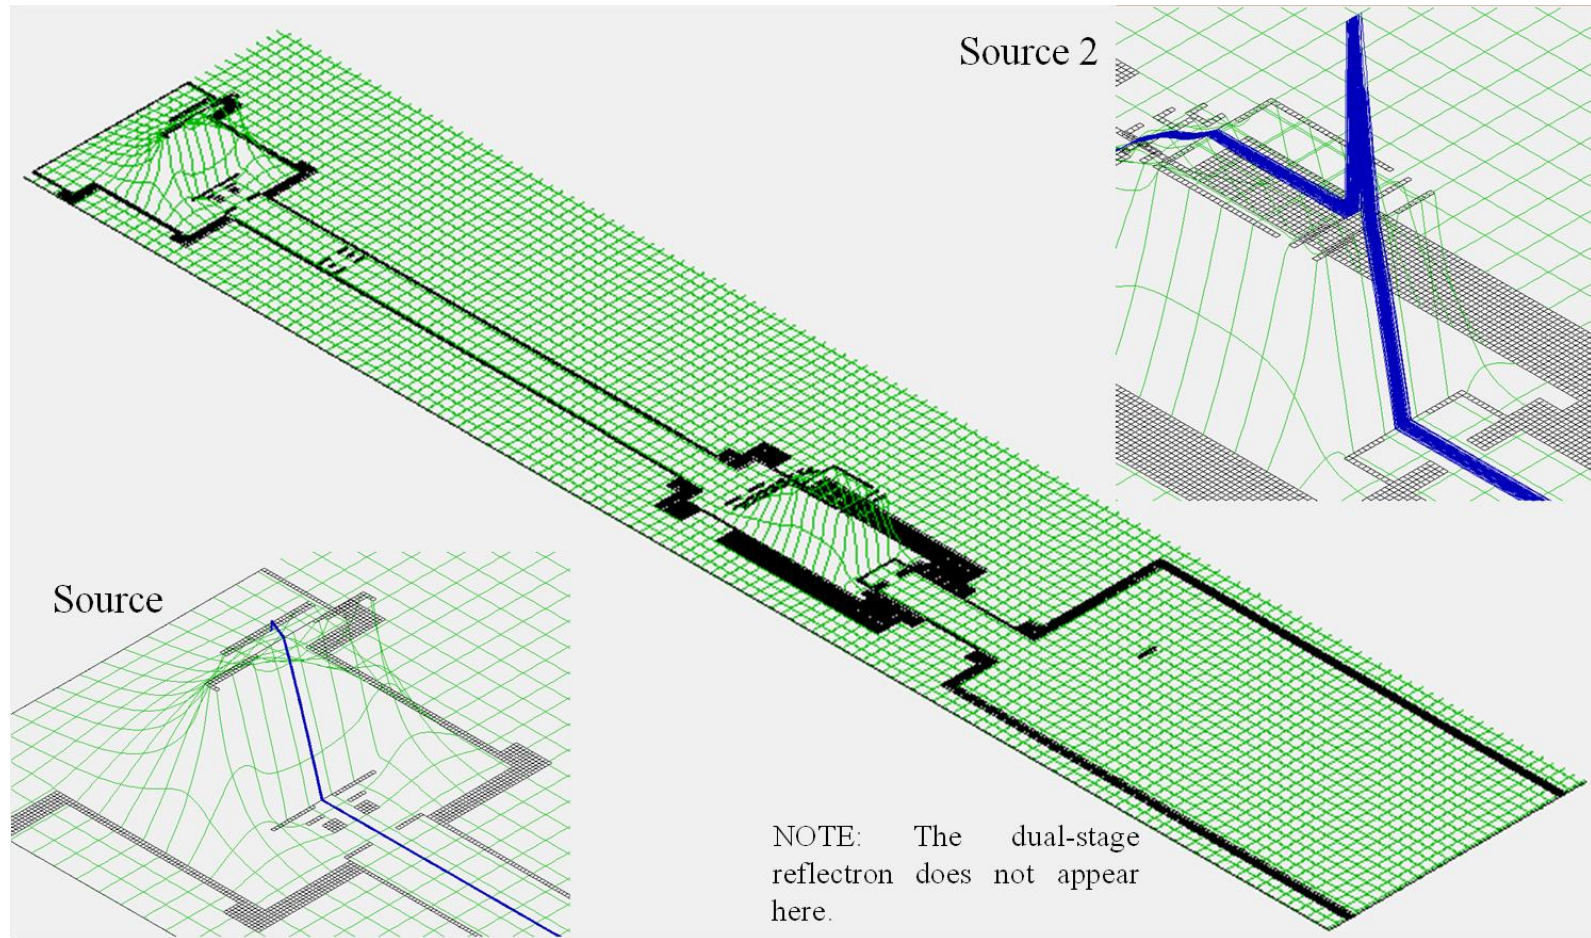 Source 2
Source
NOTE: The dual-stage
reflectron does not appear
here.